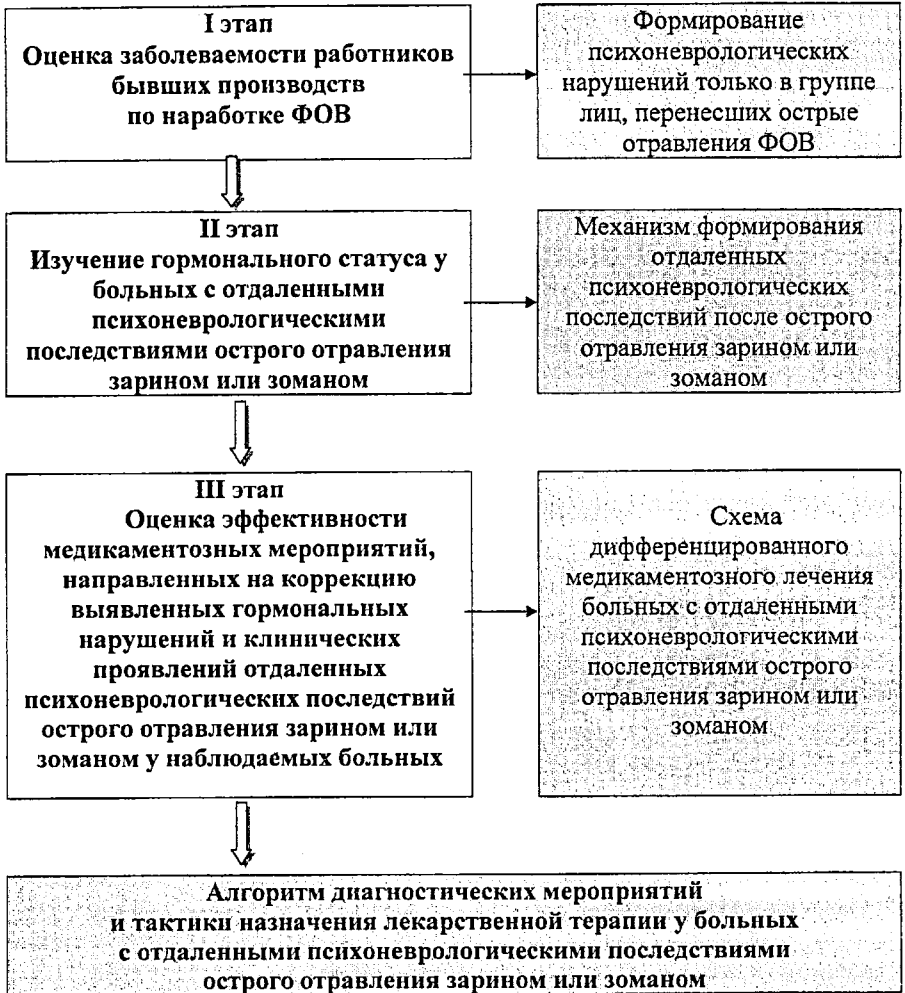 I этап
Оценка заболеваемости работников
бывших производств
по наработке ФОВ
Формирование
психоневрологических
нарушений только в группе
лиц, перенесших острые
отравления ФОВ
II этап
Изучение гормонального статуса у
больных с отдаленными
психоневрологическими
последствиями острого отравления
зарином или зоманом
Механизм формирования
отдаленных
психоневрологических
последствий после острого
отравления зарином или
зоманом
III этап
Оценка эффективности
медикаментозных мероприятий,
направленных на коррекцию
выявленных гормональных
нарушений и клинических
проявлений отдаленных
психоневрологических последствий
острого отравления зарином или
зоманом у наблюдаемых больных
Схема
дифференцированного
медикаментозного лечения
больных с отдаленными
психоневрологическими
последствиями острого
отравления зарином или
зоманом
Алгоритм диагностических мероприятий
и тактики назначения лекарственной терапии у больных
с отдаленными психоневрологическими последствиями
острого отравления зарином или зоманом